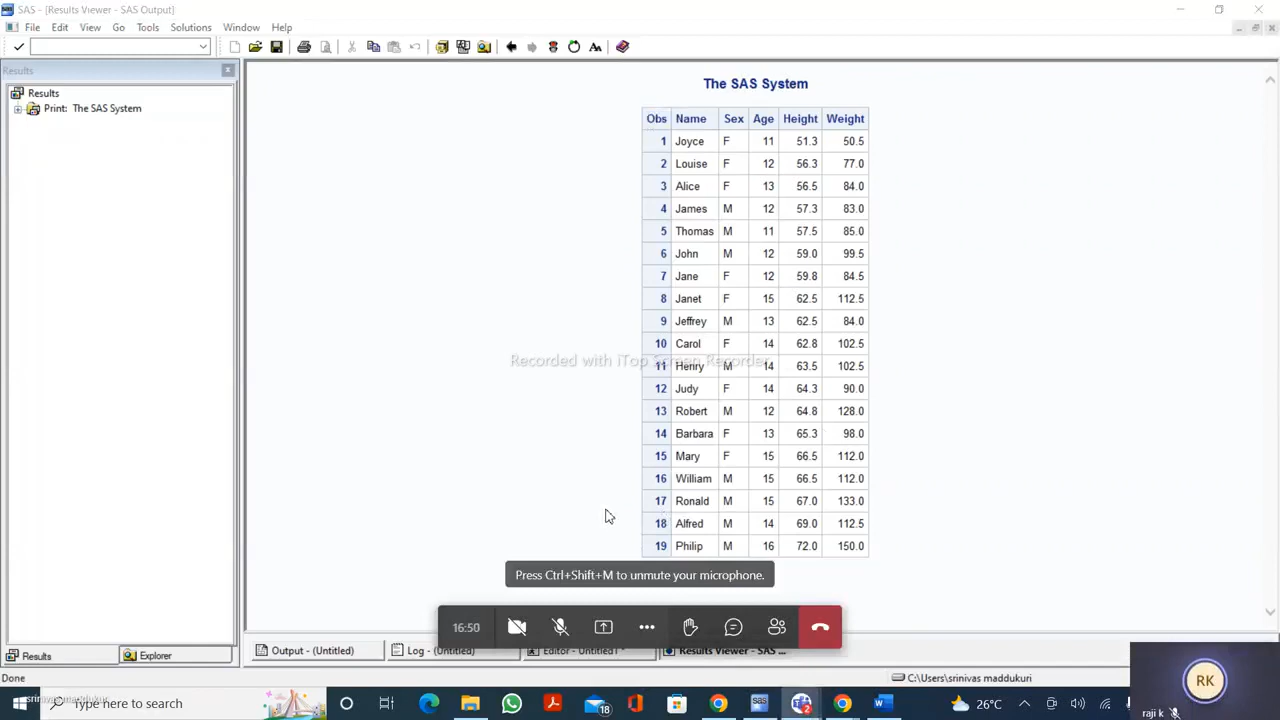 SAS - [Results Viewer - SAS Output]
File Edit View Go Tools Solutions Window Help
Results
Results
Print: The SAS System
The SAS System
Obs Name Sex Age Height Weight
1 Joyce F 11 51.3 50.5
2 Louise F 12 56.3 77.0
3 Alice F 13 56.5 84.0
4 James M 12 57.3 83.0
5 Thomas M 11 57.5 85.0
6 John M 12 59.0 99.5
7 Jane F 12 59.8 84.5
8 Janet F 15 62.5 112.5
9 Jeffrey M 13 62.5 84.0
10 Carol F 14 62.8 102.5
Recorded with iTop Screen Recorder
11 Henry M 14 63.5 102.5
12 Judy F 14 64.3 90.0
13 Robert M 12 64.8 128.0
14 Barbara F 13 65.3 98.0
15 Mary F 15 66.5 112.0
16 William M 15 66.5 112.0
17 Ronald M 15 67.0 133.0
18 Alfred M 14 69.0 112.5
19 Philip M 16 72.0 150.0
Press Ctrl+Shift+M to unmute your microphone.
16:50
Results Explorer
Output - (Untitled) Log - (Untitled) Editor - Untitled1 * Results Viewer - SAS ...
Done C:\Users\srinivas maddukuri
RK
raji k
srinivas maddukur
Type here to search
18
2
26°C